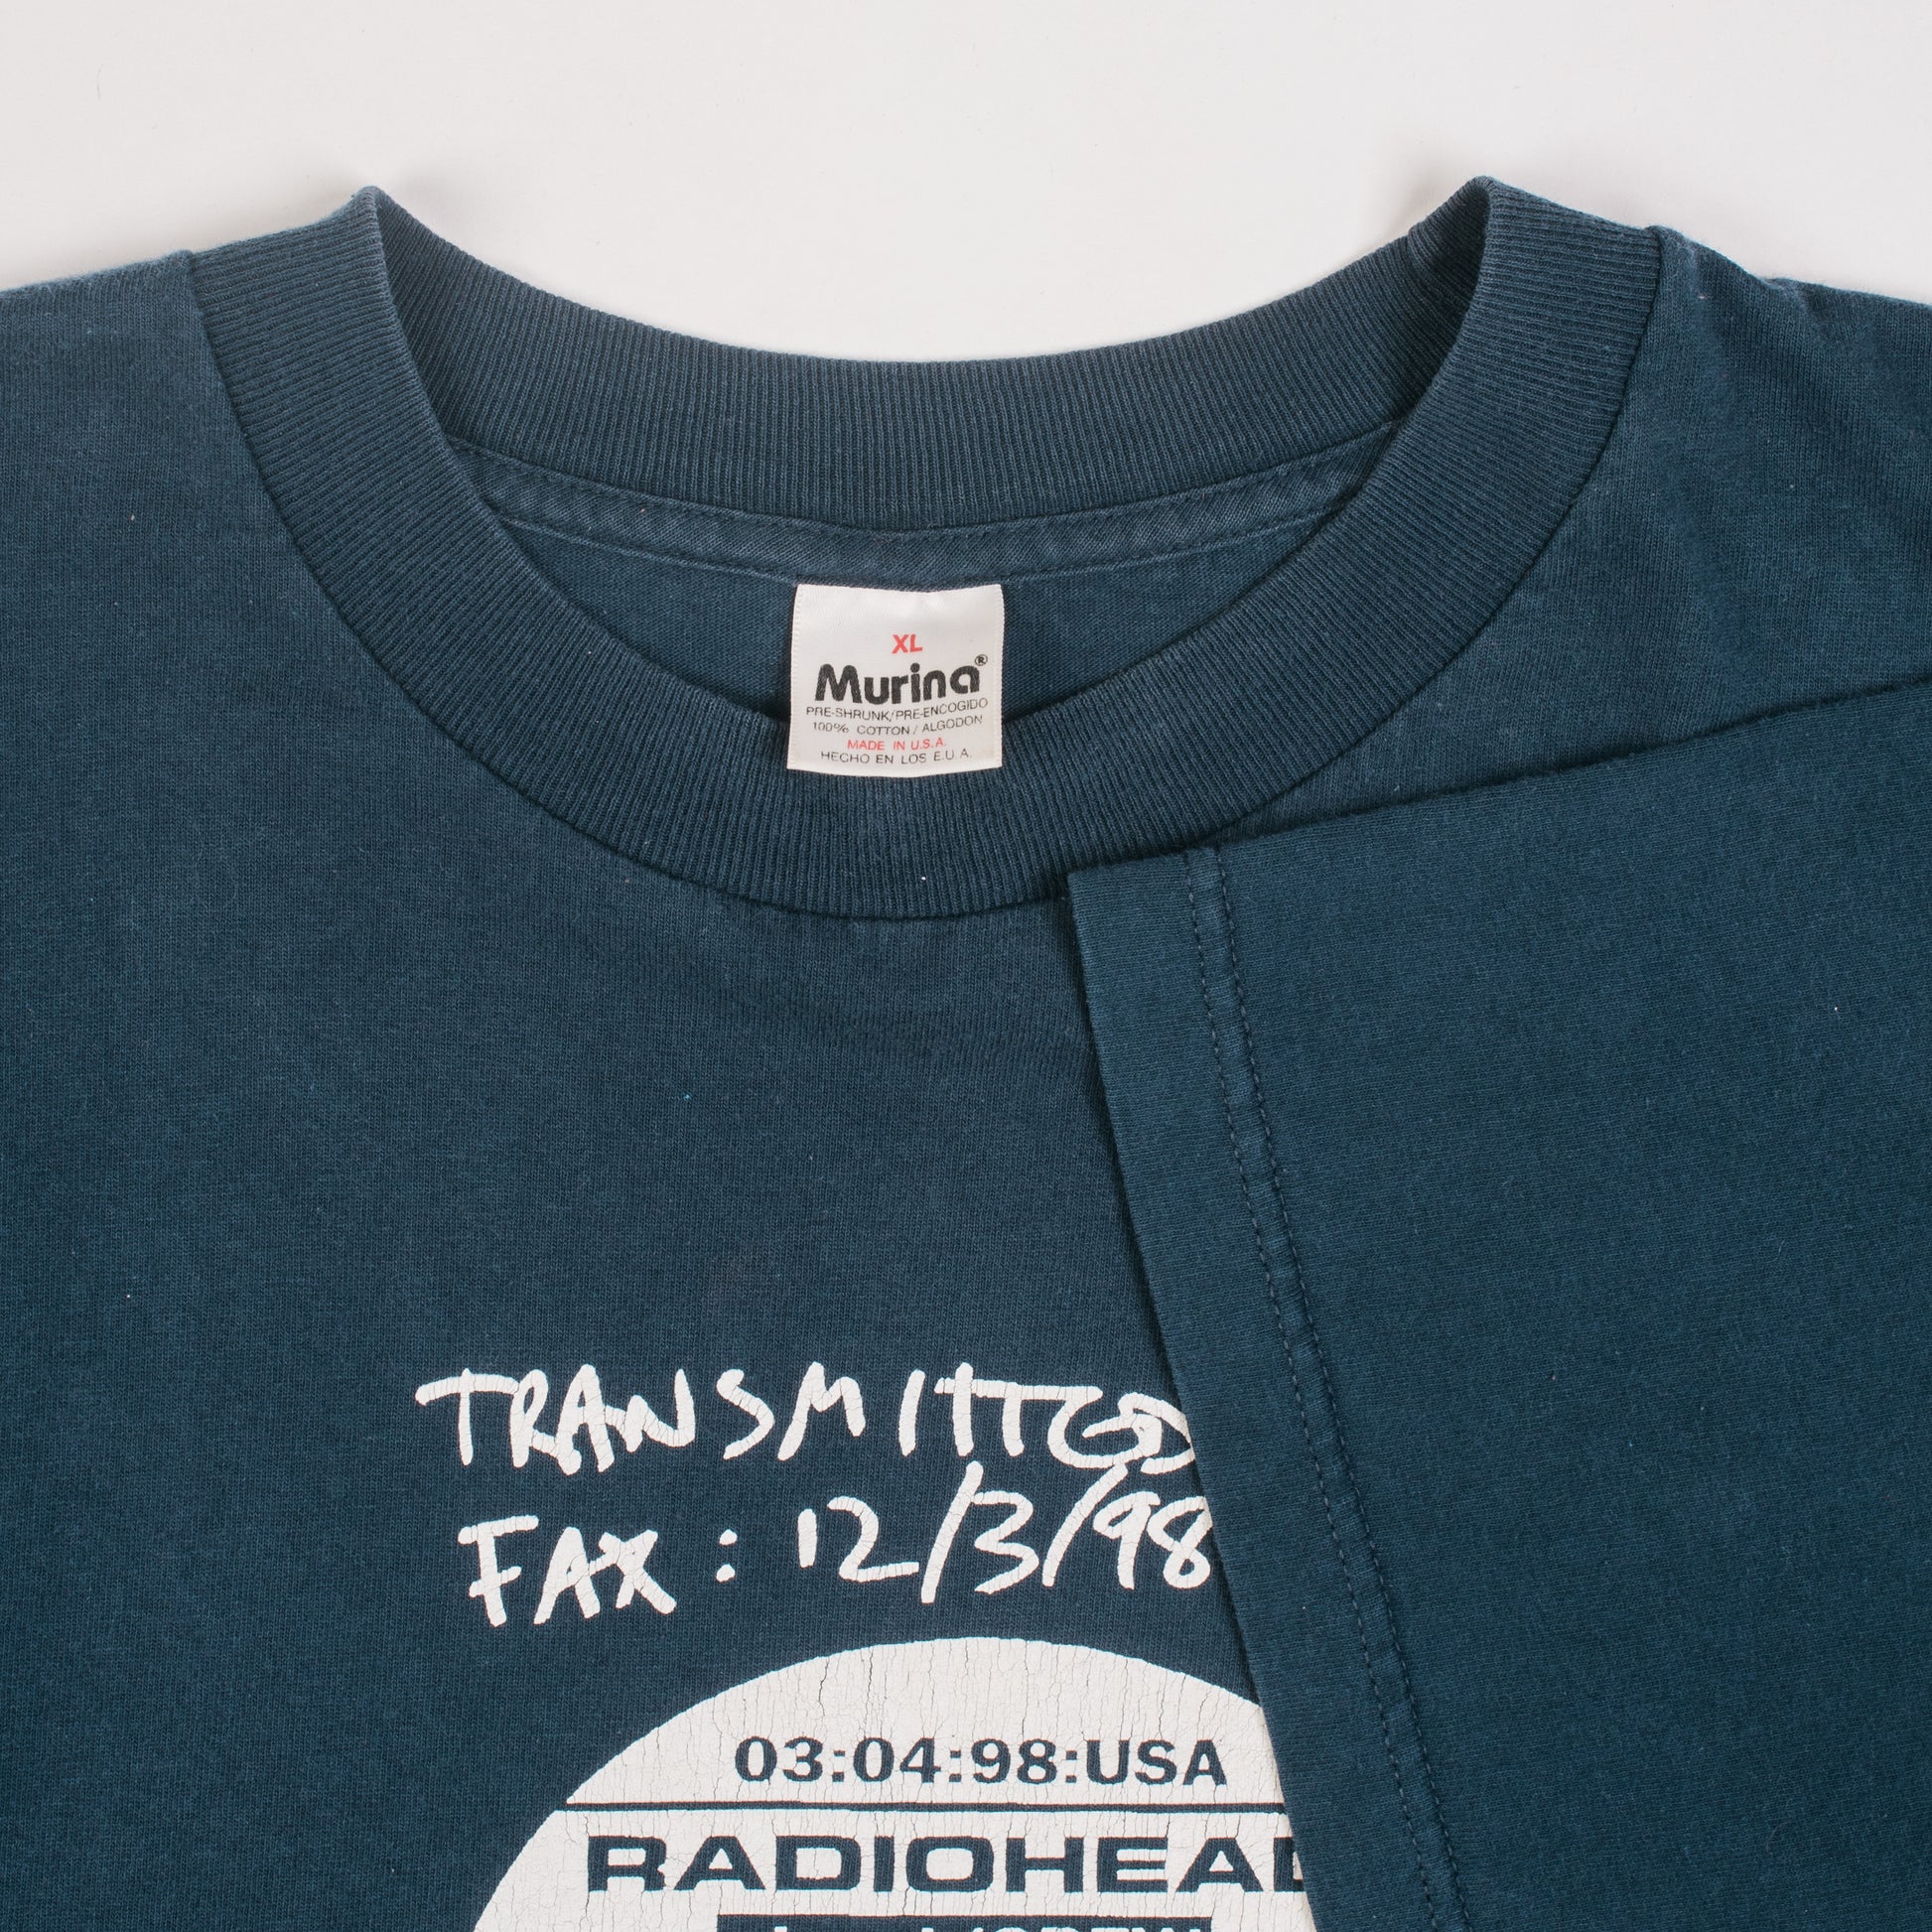 XL
Murina®
PRE-SHRUNK/PRE-ENCOGIDO
100% COTTON / ALGODON
MADE IN U.S.A.
HECHO EN LOS E.U.A.
TRANSMITTED
FAX: 12/3/98
03:04:98:USA
RADIOHEAD